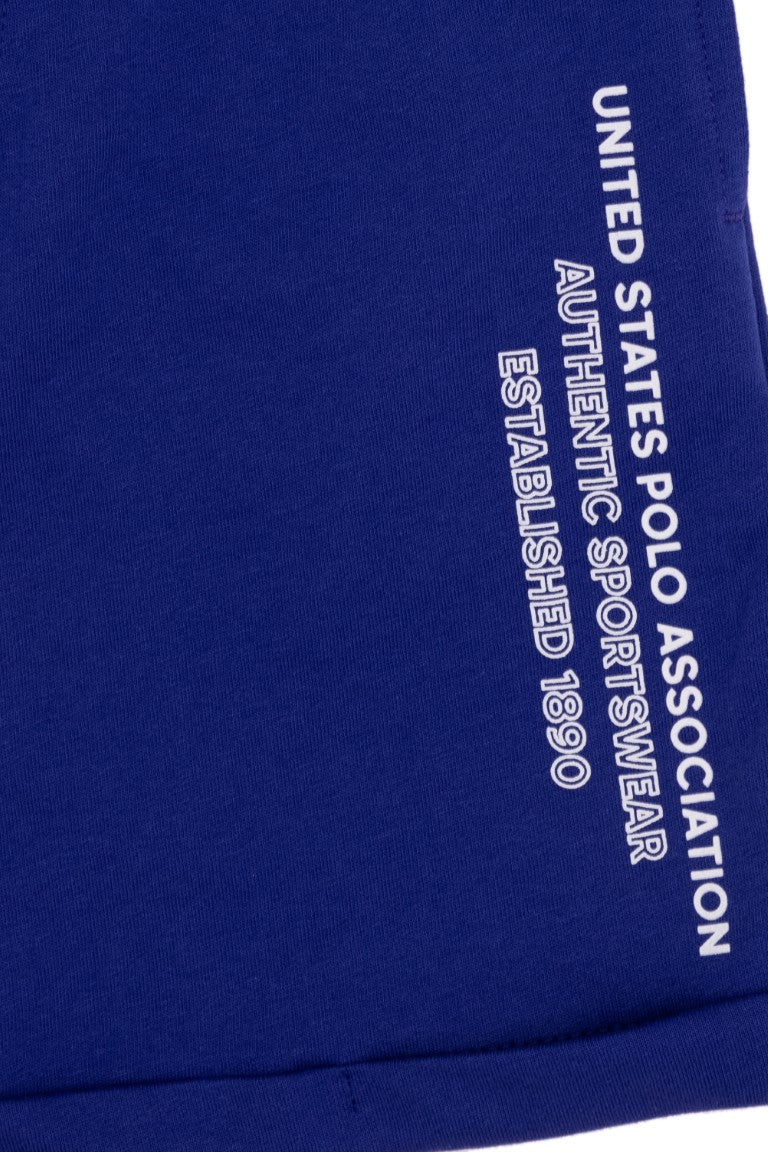 UNITED STATES POLO ASSOCIATION
AUTHENTIC SPORTSWEAR
ESTABLISHED 1890